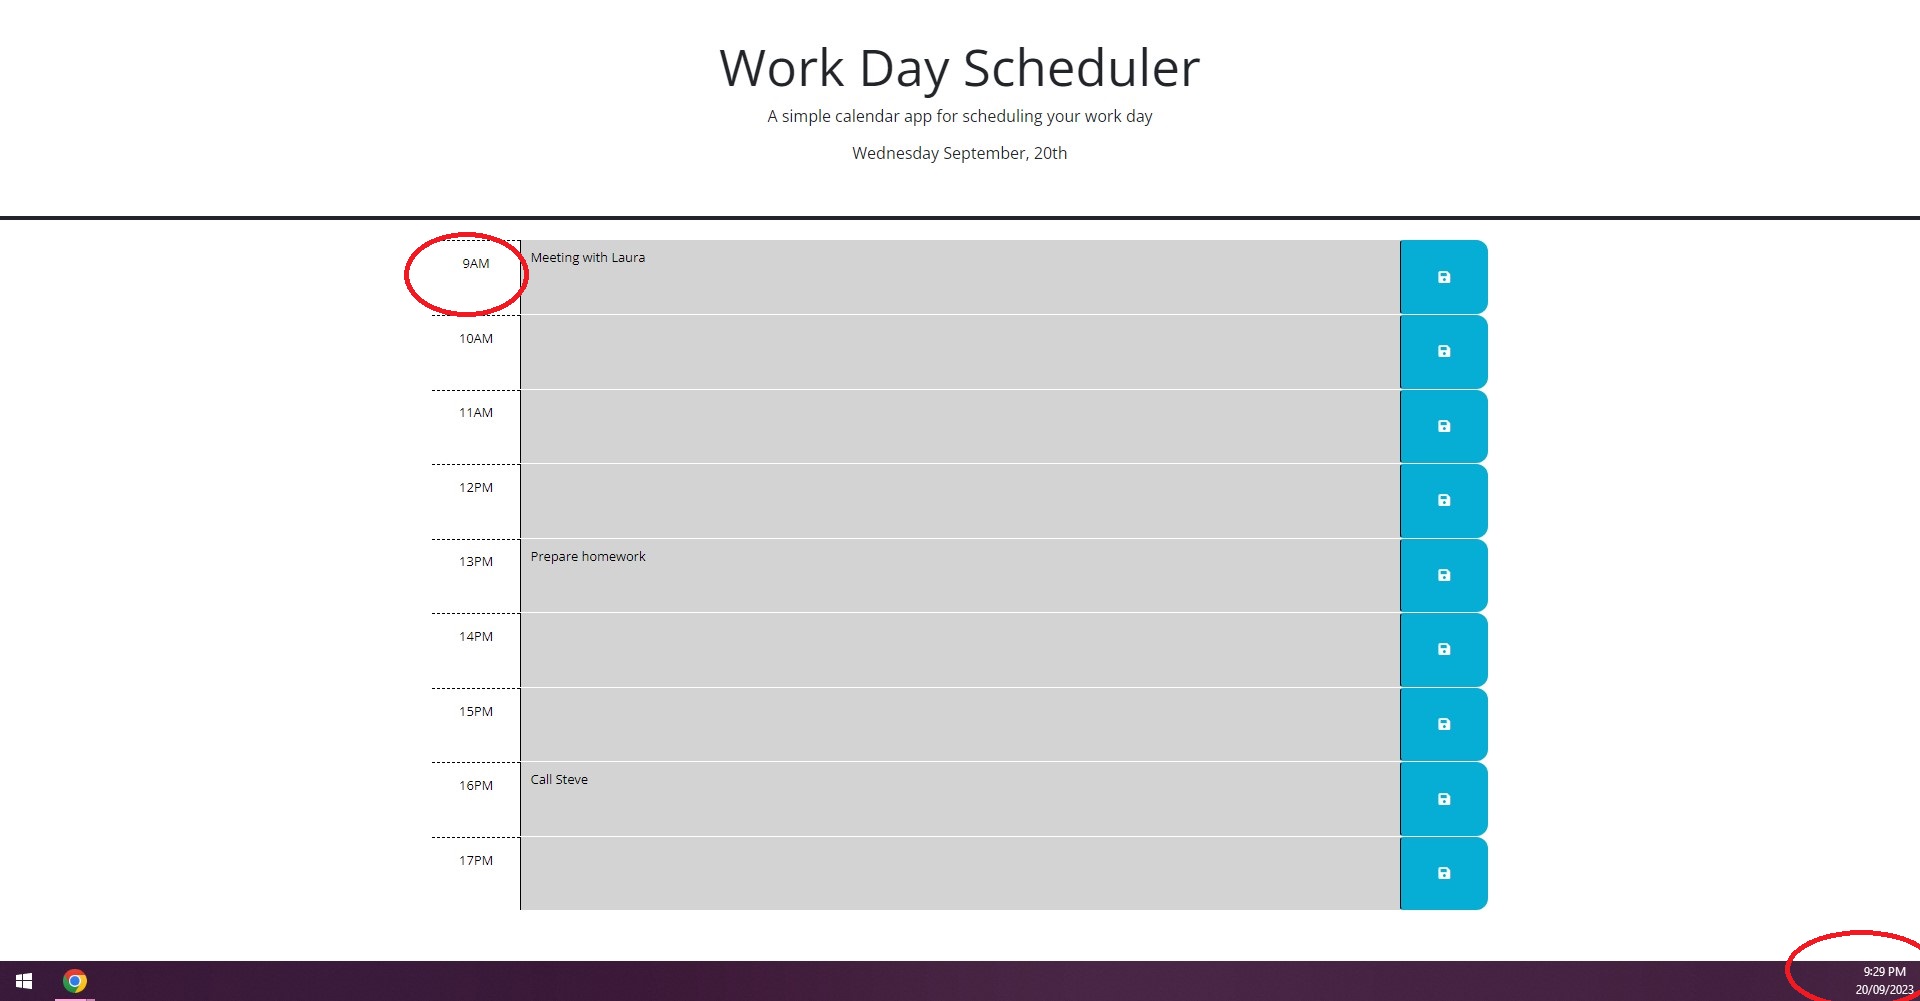 Work Day Scheduler
A simple calendar app for scheduling your work day
Wednesday September, 20th
9AM
Meeting with Laura
10AM
11AM
12PM
13PM
Prepare homework
14PM
15PM
16PM
Call Steve
17PM
9:29 PM
20/09/2023